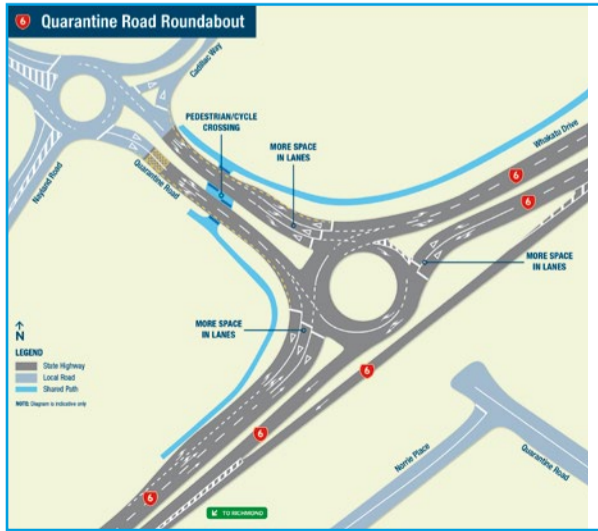 6 Quarantine Road Roundabout
Cadillac Way
PEDESTRIAN/CYCLE
CROSSING
MORE SPACE
IN LANES
Whakatu Drive
6
6
Nayland Road
Quarantine Road
MORE SPACE
IN LANES
MORE SPACE
IN LANES
N
LEGEND
State Highway
Local Road
Shared Path
NOTE: Diagram is indicative only
6
6
6
Norrie Place
Quarantine Road
TO RICHMOND